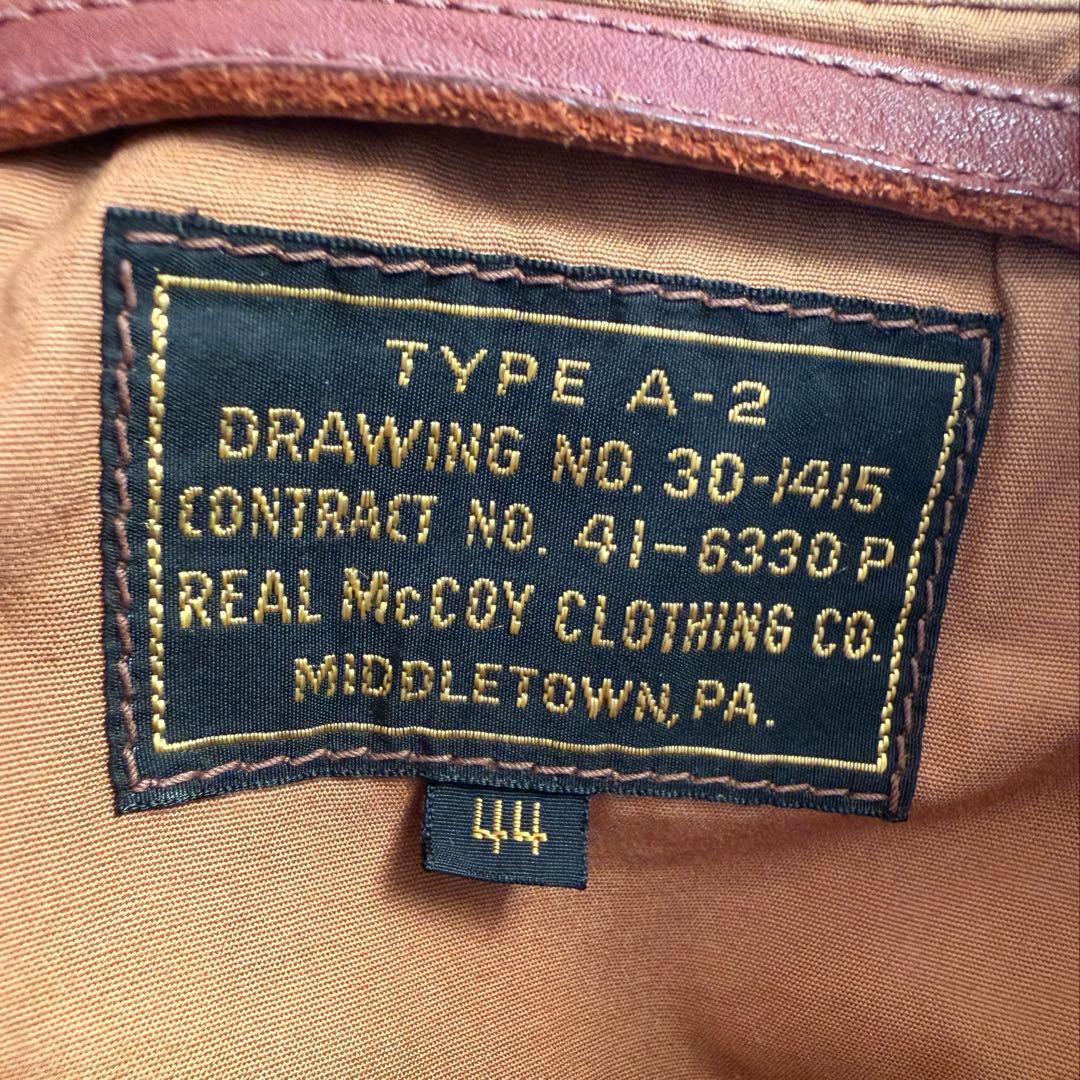 TYPE A-2
DRAWING NO. 30-1415
CONTRACT NO. 41-6330 P
REAL McCOY CLOTHING CO.
MIDDLETOWN, PA.
44